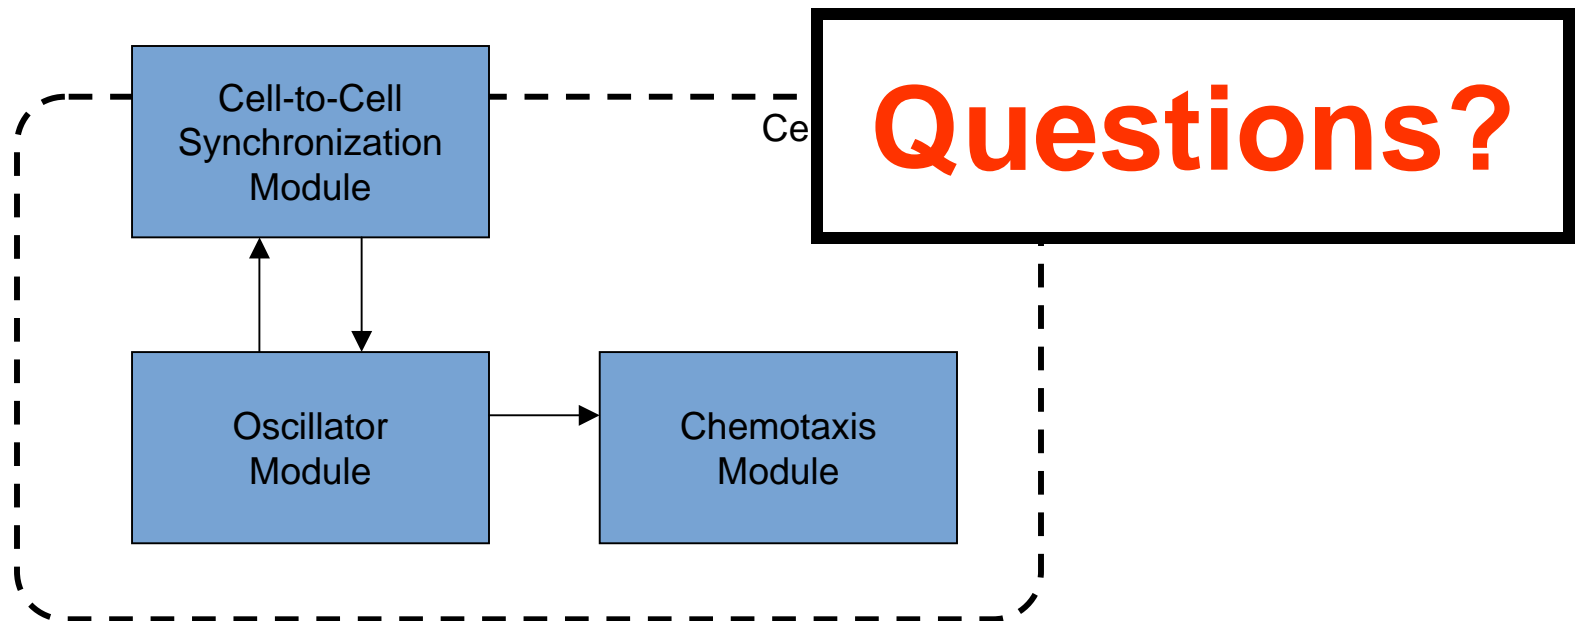 Cell-to-Cell
Synchronization
Module
Ce
Questions?
Oscillator
Module
Chemotaxis
Module